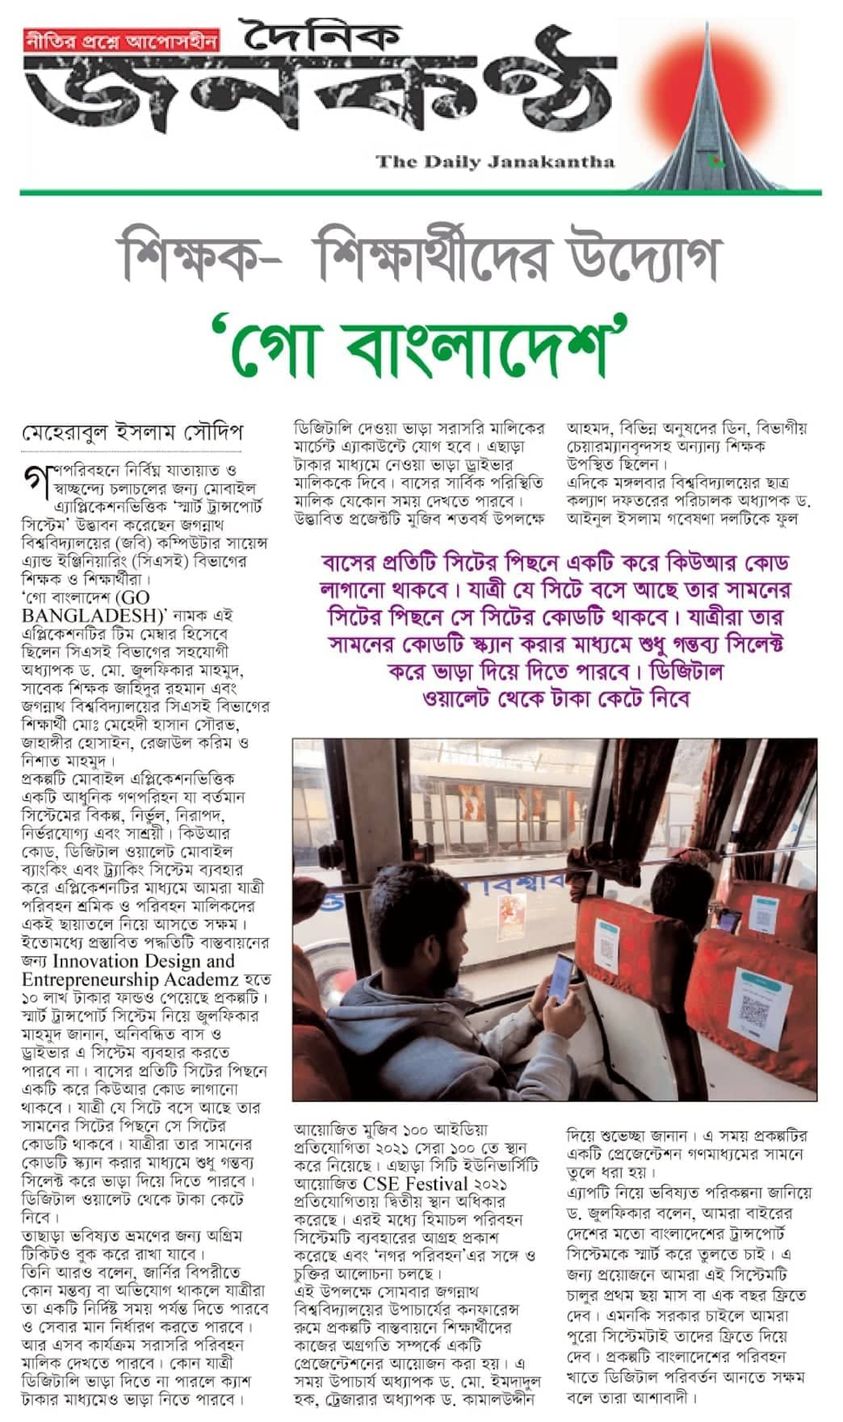 নীতির প্রশ্নে আপোসহীন
দৈনিক
জনকণ্ঠ
The Daily Janakantha
শিক্ষক- শিক্ষার্থীদের উদ্যোগ
‘গো বাংলাদেশ’
মেহেরাবুল ইসলাম সৌদিপ
গণপরিবহনে নির্বিঘ্ন যাতায়াত ও
স্বাচ্ছন্দ্যে চলাচলের জন্য মোবাইল
এ্যাপ্লিকেশনভিত্তিক ‘স্মার্ট ট্রান্সপোর্ট
সিস্টেম’ উদ্ভাবন করেছেন জগন্নাথ
বিশ্ববিদ্যালয়ের (জবি) কম্পিউটার সায়েন্স
এ্যান্ড ইঞ্জিনিয়ারিং (সিএসই) বিভাগের
শিক্ষক ও শিক্ষার্থীরা।
‘গো বাংলাদেশ (GO
BANGLADESH)’ নামক এই
এপ্লিকেশনটির টিম মেম্বার হিসেবে
ছিলেন সিএসই বিভাগের সহযোগী
অধ্যাপক ড. মো. জুলফিকার মাহমুদ,
সাবেক শিক্ষক জাহিদুর রহমান এবং
জগন্নাথ বিশ্ববিদ্যালয়ের সিএসই বিভাগের
শিক্ষার্থী মোঃ মেহেদী হাসান সৌরভ,
জাহাঙ্গীর হোসাইন, রেজাউল করিম ও
নিশাত মাহমুদ।
প্রকল্পটি মোবাইল এপ্লিকেশনভিত্তিক
একটি আধুনিক গণপরিহন যা বর্তমান
সিস্টেমের বিকল্প, নির্ভুল, নিরাপদ,
নির্ভরযোগ্য এবং সাশ্রয়ী। কিউআর
কোড, ডিজিটাল ওয়ালেট মোবাইল
ব্যাংকিং এবং ট্র্যাকিং সিস্টেম ব্যবহার
করে এপ্লিকেশনটির মাধ্যমে আমরা যাত্রী
পরিবহন শ্রমিক ও পরিবহন মালিকদের
একই ছায়াতলে নিয়ে আসতে সক্ষম।
ইতোমধ্যে প্রস্তাবিত পদ্ধতিটি বাস্তবায়নের
জন্য Innovation Design and
Entrepreneurship Academz হতে
১০ লাখ টাকার ফান্ডও পেয়েছে প্রকল্পটি।
স্মার্ট ট্রান্সপোর্ট সিস্টেম নিয়ে জুলফিকার
মাহমুদ জানান, অনিবন্ধিত বাস ও
ড্রাইভার এ সিস্টেম ব্যবহার করতে
পারবে না। বাসের প্রতিটি সিটের পিছনে
একটি করে কিউআর কোড লাগানো
থাকবে। যাত্রী যে সিটে বসে আছে তার
সামনের সিটের পিছনে সে সিটের
কোডটি থাকবে। যাত্রীরা তার সামনের
কোডটি স্ক্যান করার মাধ্যমে শুধু গন্তব্য
সিলেক্ট করে ভাড়া দিয়ে দিতে পারবে।
ডিজিটাল ওয়ালেট থেকে টাকা কেটে
নিবে।
তাছাড়া ভবিষ্যত ভ্রমণের জন্য অগ্রিম
টিকিটও বুক করে রাখা যাবে।
তিনি আরও বলেন, জার্নির বিপরীতে
কোন মন্তব্য বা অভিযোগ থাকলে যাত্রীরা
তা একটি নির্দিষ্ট সময় পর্যন্ত দিতে পারবে
ও সেবার মান নির্ধারণ করতে পারবে।
আর এসব কার্যক্রম সরাসরি পরিবহন
মালিক দেখতে পারবে। কোন যাত্রী
ডিজিটালি ভাড়া দিতে না পারলে ক্যাশ
টাকার মাধ্যমেও ভাড়া নিতে পারবে।
ডিজিটালি দেওয়া ভাড়া সরাসরি মালিকের
মার্চেন্ট এ্যাকাউন্টে যোগ হবে। এছাড়া
টাকার মাধ্যমে নেওয়া ভাড়া ড্রাইভার
মালিককে দিবে। বাসের সার্বিক পরিস্থিতি
মালিক যেকোন সময় দেখতে পারবে।
উদ্ভাবিত প্রজেক্টটি মুজিব শতবর্ষ উপলক্ষে
আহমদ, বিভিন্ন অনুষদের ডিন, বিভাগীয়
চেয়ারম্যানবৃন্দসহ অন্যান্য শিক্ষক
উপস্থিত ছিলেন।
এদিকে মঙ্গলবার বিশ্ববিদ্যালয়ের ছাত্র
কল্যাণ দফতরের পরিচালক অধ্যাপক ড.
আইনুল ইসলাম গবেষণা দলটিকে ফুল
বাসের প্রতিটি সিটের পিছনে একটি করে কিউআর কোড
লাগানো থাকবে। যাত্রী যে সিটে বসে আছে তার সামনের
সিটের পিছনে সে সিটের কোডটি থাকবে। যাত্রীরা তার
সামনের কোডটি স্ক্যান করার মাধ্যমে শুধু গন্তব্য সিলেক্ট
করে ভাড়া দিয়ে দিতে পারবে। ডিজিটাল
ওয়ালেট থেকে টাকা কেটে নিবে
আয়োজিত মুজিব ১০০ আইডিয়া
প্রতিযোগিতা ২০২১ সেরা ১০০ তে স্থান
করে নিয়েছে। এছাড়া সিটি ইউনিভার্সিটি
আয়োজিত CSE Festival ২০২১
প্রতিযোগিতায় দ্বিতীয় স্থান অধিকার
করেছে। এরই মধ্যে হিমাচল পরিবহন
সিস্টেমটি ব্যবহারের আগ্রহ প্রকাশ
করেছে এবং ‘নগর পরিবহন’এর সঙ্গে ও
চুক্তির আলোচনা চলছে।
এই উপলক্ষে সোমবার জগন্নাথ
বিশ্ববিদ্যালয়ের উপাচার্যের কনফারেন্স
রুমে প্রকল্পটি বাস্তবায়নে শিক্ষার্থীদের
কাজের অগ্রগতি সম্পর্কে একটি
প্রেজেন্টেশনের আয়োজন করা হয়। এ
সময় উপাচার্য অধ্যাপক ড. মো. ইমদাদুল
হক, ট্রেজারার অধ্যাপক ড. কামালউদ্দীন
দিয়ে শুভেচ্ছা জানান। এ সময় প্রকল্পটির
একটি প্রেজেন্টেশন গণমাধ্যমের সামনে
তুলে ধরা হয়।
এ্যাপটি নিয়ে ভবিষ্যত পরিকল্পনা জানিয়ে
ড. জুলফিকার বলেন, আমরা বাইরের
দেশের মতো বাংলাদেশের ট্রান্সপোর্ট
সিস্টেমকে স্মার্ট করে তুলতে চাই। এ
জন্য প্রয়োজনে আমরা এই সিস্টেমটি
চালুর প্রথম ছয় মাস বা এক বছর ফ্রিতে
দেব। এমনকি সরকার চাইলে আমরা
পুরো সিস্টেমটাই তাদের ফ্রিতে দিয়ে
দেব। প্রকল্পটি বাংলাদেশের পরিবহন
খাতে ডিজিটাল পরিবর্তন আনতে সক্ষম
বলে তারা আশাবাদী।